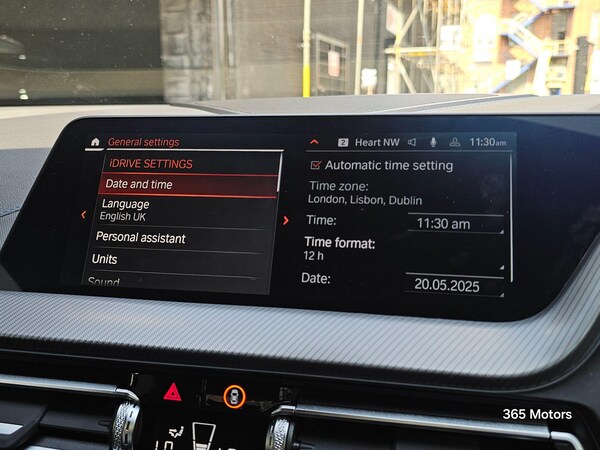 General settings
2 Heart NW 11:30am
iDRIVE SETTINGS
Date and time
Language
English UK
Personal assistant
Units
Sound
Automatic time setting
Time zone:
London, Lisbon, Dublin
Time: 11:30 am
Time format:
12 h
Date: 20.05.2025
365 Motors